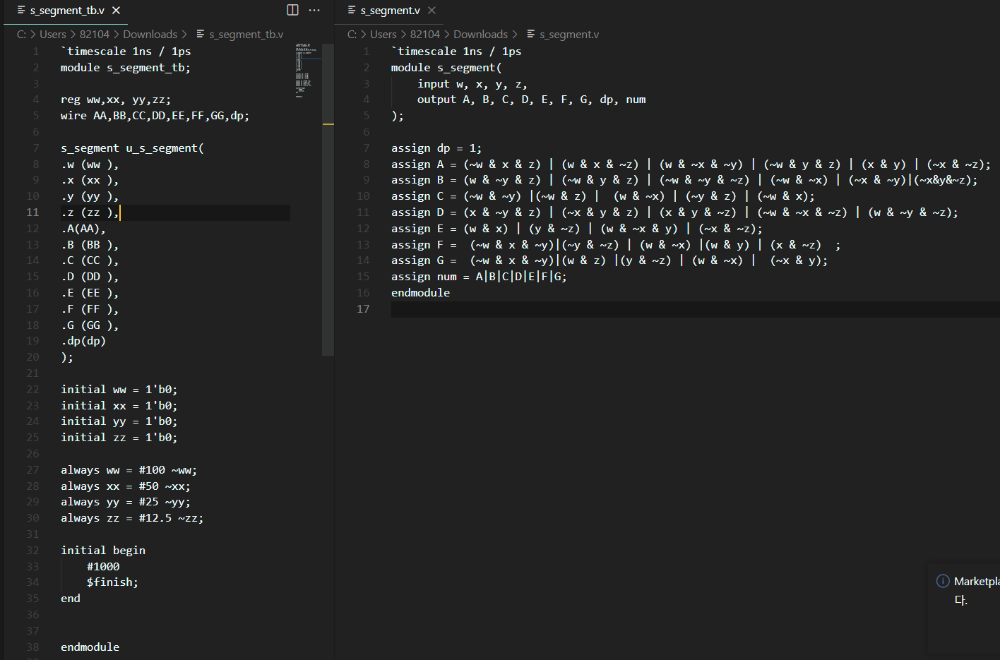 s_segment_tb.v
C: > Users > 82104 > Downloads > s_segment_tb.v
1 `timescale 1ns / 1ps
2 module s_segment_tb;
3
4 reg ww,xx, yy,zz;
5 wire AA,BB,CC,DD,EE,FF,GG,dp;
6
7 s_segment u_s_segment(
8 .w (ww ),
9 .x (xx ),
10 .y (yy ),
11 .z (zz ),
12 .A(AA),
13 .B (BB ),
14 .C (CC ),
15 .D (DD ),
16 .E (EE ),
17 .F (FF ),
18 .G (GG ),
19 .dp(dp)
20 );
21
22 initial ww = 1'b0;
23 initial xx = 1'b0;
24 initial yy = 1'b0;
25 initial zz = 1'b0;
26
27 always ww = #100 ~ww;
28 always xx = #50 ~xx;
29 always yy = #25 ~yy;
30 always zz = #12.5 ~zz;
31
32 initial begin
33     #1000
34     $finish;
35 end
36
37
38 endmodule
s_segment.v
C: > Users > 82104 > Downloads > s_segment.v
1 `timescale 1ns / 1ps
2 module s_segment(
3     input w, x, y, z,
4     output A, B, C, D, E, F, G, dp, num
5 );
6
7 assign dp = 1;
8 assign A = (~w & x & z) | (w & x & ~z) | (w & ~x & ~y) | (~w & y & z) | (x & y) | (~x & ~z);
9 assign B = (w & ~y & z) | (~w & y & z) | (~w & ~y & ~z) | (~w & ~x) | (~x & ~y)|(~x&y&~z);
10 assign C = (~w & ~y) |(~w & z) |  (w & ~x) | (~y & z) | (~w & x);
11 assign D = (x & ~y & z) | (~x & y & z) | (x & y & ~z) | (~w & ~x & ~z) | (w & ~y & ~z);
12 assign E = (w & x) | (y & ~z) | (w & ~x & y) | (~x & ~z);
13 assign F =  (~w & x & ~y)|(~y & ~z) | (w & ~x) |(w & y) | (x & ~z)  ;
14 assign G =  (~w & x & ~y)|(w & z) |(y & ~z) | (w & ~x) |  (~x & y);
15 assign num = A|B|C|D|E|F|G;
16 endmodule
17
Marketpla
다.